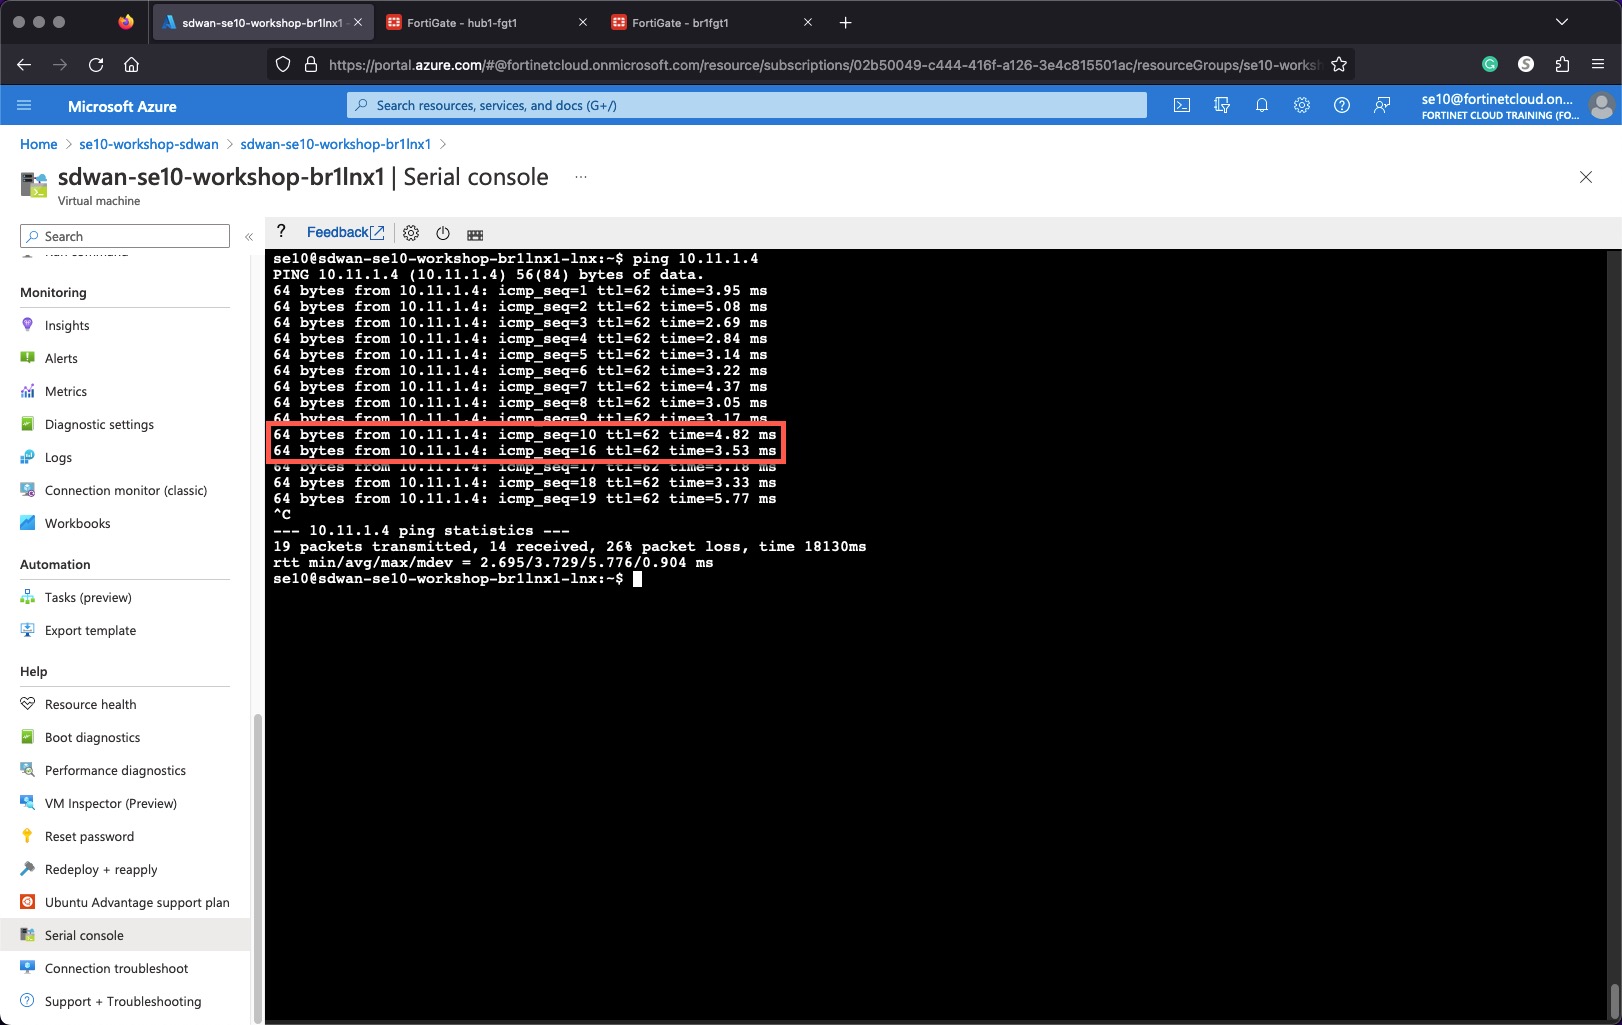 sdwan-se10-workshop-br1lnx1 -
FortiGate - hub1-fgt1
FortiGate - br1fgt1
https://portal.azure.com/#@fortinetcloud.onmicrosoft.com/resource/subscriptions/02b50049-c444-416f-a126-3e4c815501ac/resourceGroups/se10-worksh
Microsoft Azure
Search resources, services, and docs (G+/)
se10@fortinetcloud.on...
FORTINET CLOUD TRAINING (FO...
Home > se10-workshop-sdwan > sdwan-se10-workshop-br1lnx1 >
sdwan-se10-workshop-br1lnx1 | Serial console ...
Virtual machine
Search
«
? Feedback
Run command
Monitoring
Insights
Alerts
Metrics
Diagnostic settings
Logs
Connection monitor (classic)
Workbooks
Automation
Tasks (preview)
Export template
Help
Resource health
Boot diagnostics
Performance diagnostics
VM Inspector (Preview)
Reset password
Redeploy + reapply
Ubuntu Advantage support plan
Serial console
Connection troubleshoot
Support + Troubleshooting
se10@sdwan-se10-workshop-br1lnx1-lnx:~$ ping 10.11.1.4
PING 10.11.1.4 (10.11.1.4) 56(84) bytes of data.
64 bytes from 10.11.1.4: icmp_seq=1 ttl=62 time=3.95 ms
64 bytes from 10.11.1.4: icmp_seq=2 ttl=62 time=5.08 ms
64 bytes from 10.11.1.4: icmp_seq=3 ttl=62 time=2.69 ms
64 bytes from 10.11.1.4: icmp_seq=4 ttl=62 time=2.84 ms
64 bytes from 10.11.1.4: icmp_seq=5 ttl=62 time=3.14 ms
64 bytes from 10.11.1.4: icmp_seq=6 ttl=62 time=3.22 ms
64 bytes from 10.11.1.4: icmp_seq=7 ttl=62 time=4.37 ms
64 bytes from 10.11.1.4: icmp_seq=8 ttl=62 time=3.05 ms
64 bytes from 10.11.1.4: icmp_seq=9 ttl=62 time=3.17 ms
64 bytes from 10.11.1.4: icmp_seq=10 ttl=62 time=4.82 ms
64 bytes from 10.11.1.4: icmp_seq=16 ttl=62 time=3.53 ms
64 bytes from 10.11.1.4: icmp_seq=17 ttl=62 time=3.18 ms
64 bytes from 10.11.1.4: icmp_seq=18 ttl=62 time=3.33 ms
64 bytes from 10.11.1.4: icmp_seq=19 ttl=62 time=5.77 ms
^C
--- 10.11.1.4 ping statistics ---
19 packets transmitted, 14 received, 26% packet loss, time 18130ms
rtt min/avg/max/mdev = 2.695/3.729/5.776/0.904 ms
se10@sdwan-se10-workshop-br1lnx1-lnx:~$